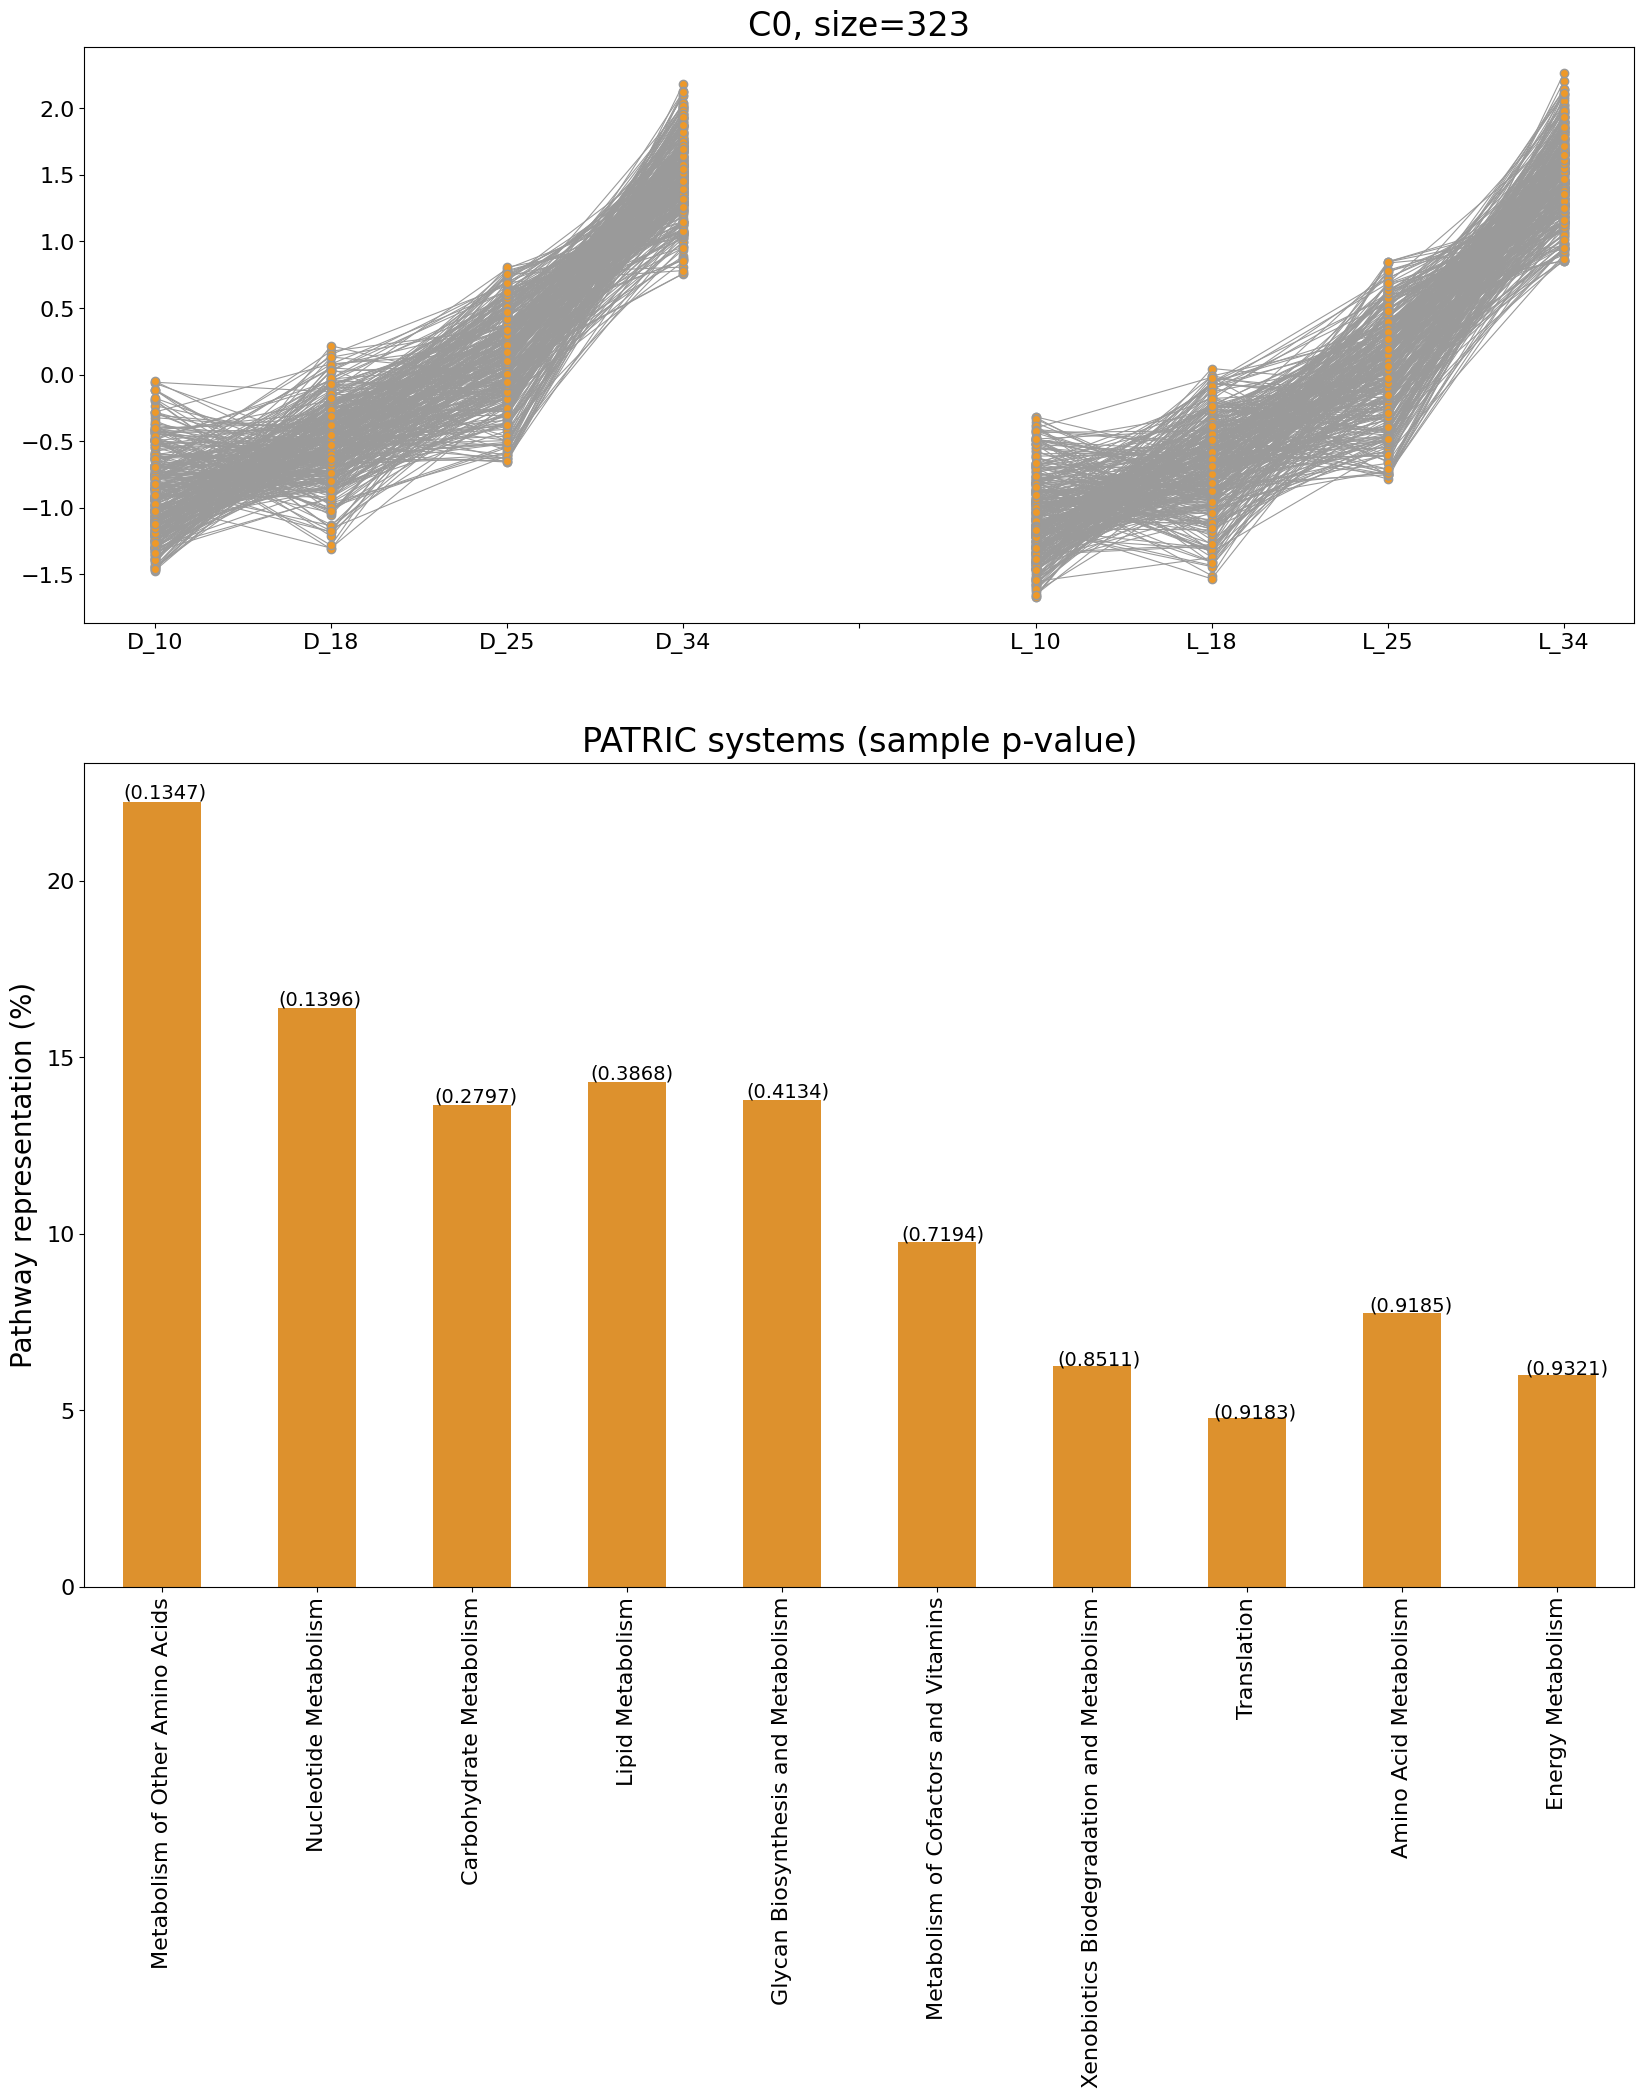 C0, size=323
2.0
1.5
1.0
0.5
0.0
−0.5
−1.0
−1.5
D_10 D_18 D_25 D_34 L_10 L_18 L_25 L_34
PATRIC systems (sample p-value)
Pathway representation (%)
20
15
10
5
0
(0.1347)
(0.1396)
(0.2797)
(0.3868)
(0.4134)
(0.7194)
(0.8511)
(0.9183)
(0.9185)
(0.9321)
Metabolism of Other Amino Acids
Nucleotide Metabolism
Carbohydrate Metabolism
Lipid Metabolism
Glycan Biosynthesis and Metabolism
Metabolism of Cofactors and Vitamins
Xenobiotics Biodegradation and Metabolism
Translation
Amino Acid Metabolism
Energy Metabolism